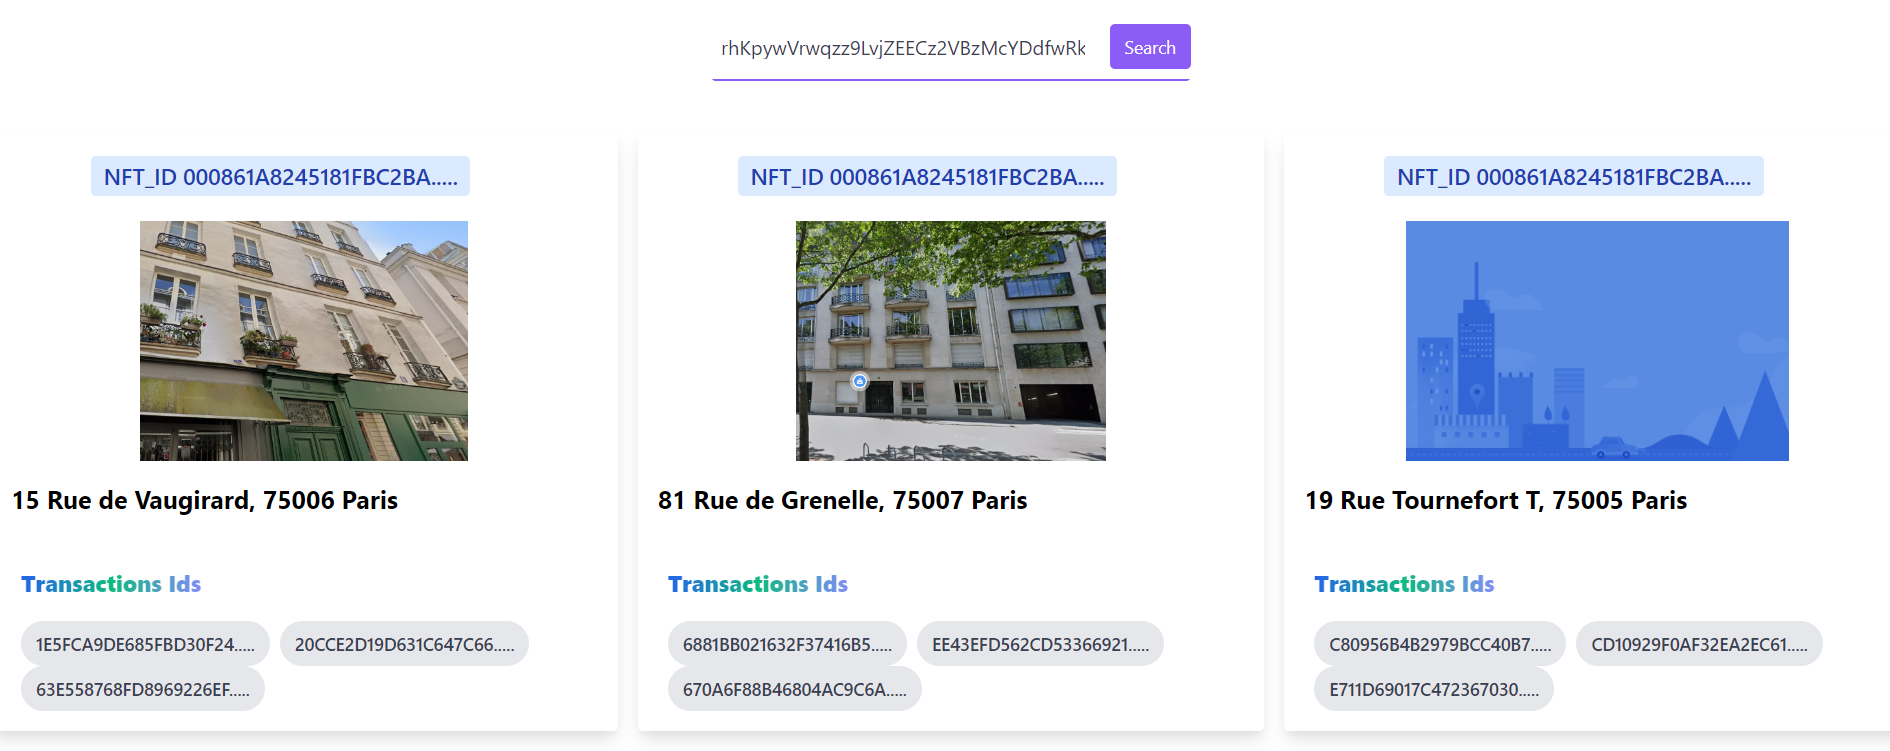 rhKpywVrwqzz9LvjZEECz2VBzMcYDdfwRk
Search
NFT_ID 000861A8245181FBC2BA.....
15 Rue de Vaugirard, 75006 Paris
Transactions Ids
1E5FCA9DE685FBD30F24.....
20CCE2D19D631C647C66.....
63E558768FD8969226EF.....
NFT_ID 000861A8245181FBC2BA.....
81 Rue de Grenelle, 75007 Paris
Transactions Ids
6881BB021632F37416B5.....
EE43EFD562CD53366921.....
670A6F88B46804AC9C6A.....
NFT_ID 000861A8245181FBC2BA.....
19 Rue Tournefort T, 75005 Paris
Transactions Ids
C80956B4B2979BCC40B7.....
CD10929F0AF32EA2EC61.....
E711D69017C472367030.....